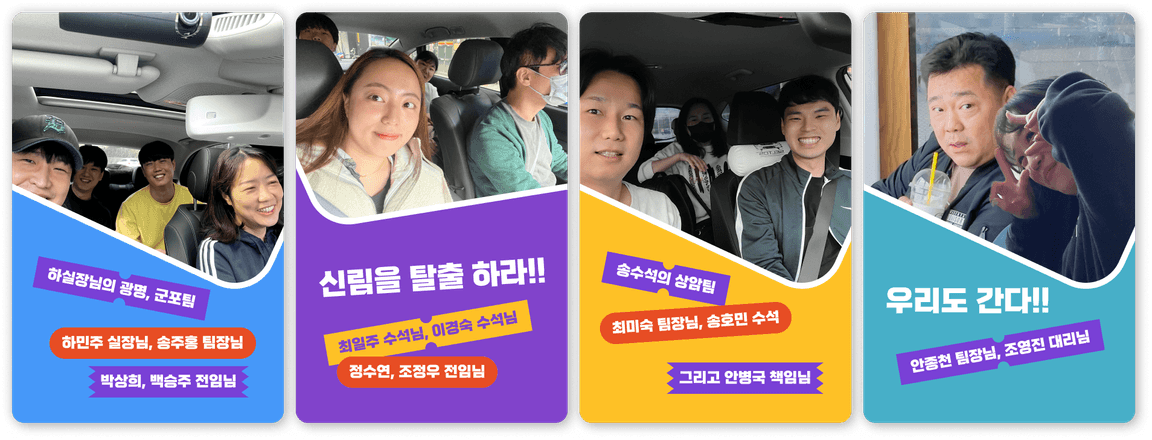 하실장님의 광명, 군포팀
하민주 실장님, 송주홍 팀장님
박상희, 백승주 전임님
신림을 탈출 하라!!
최일주 수석님, 이경숙 수석님
정수연, 조정우 전임님
송수석의 상암팀
최미숙 팀장님, 송호민 수석
그리고 안병국 책임님
우리도 간다!!
안종천 팀장님, 조영진 대리님